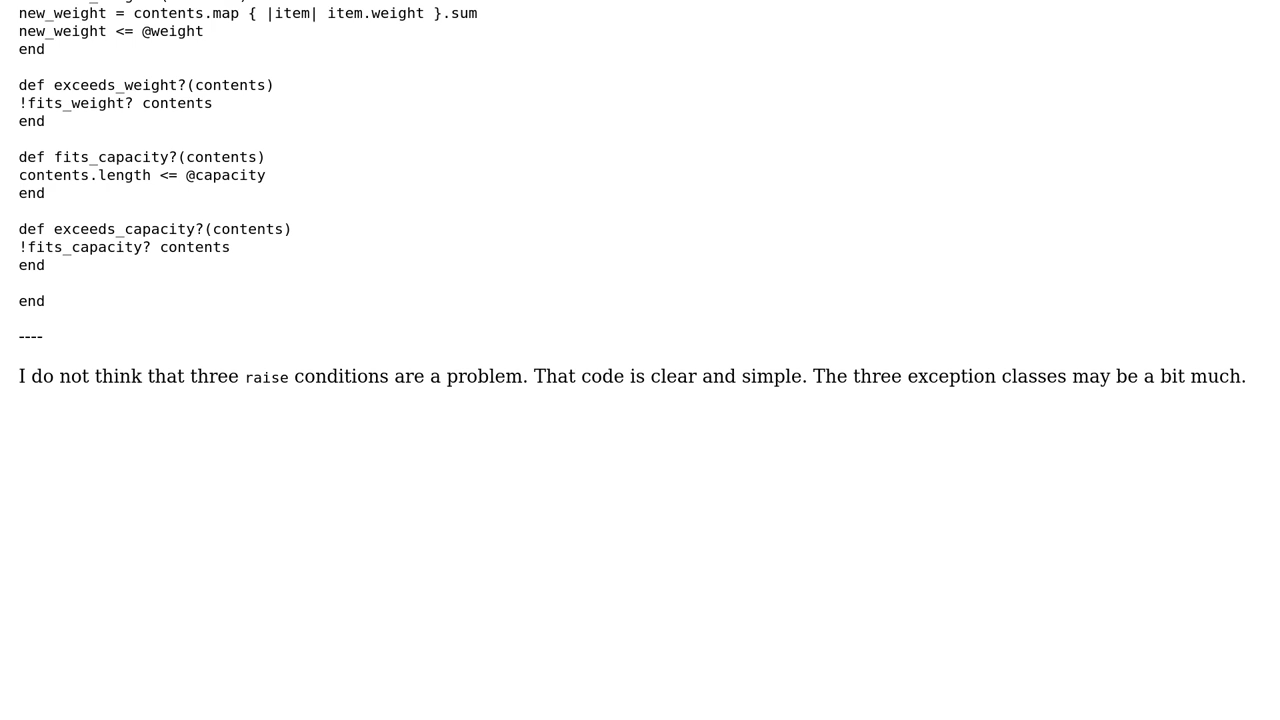 new_weight = contents.map { |item| item.weight }.sum
new_weight <= @weight
end
def exceeds_weight?(contents)
!fits_weight? contents
end
def fits_capacity?(contents)
contents.length <= @capacity
end
def exceeds_capacity?(contents)
!fits_capacity? contents
end
end
----
I do not think that three raise conditions are a problem. That code is clear and simple. The three exception classes may be a bit much.